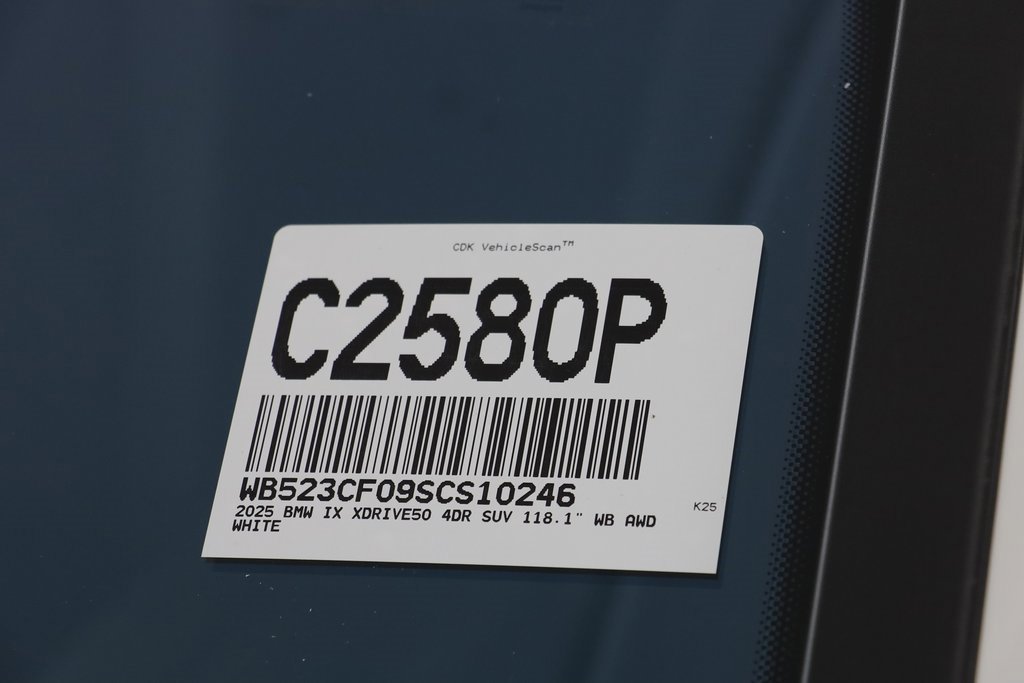 CDK VehicleScan™
C2580P
WB523CF09SCS10246
2025 BMW IX XDRIVE50 4DR SUV 118.1" WB AWD
WHITE
K25